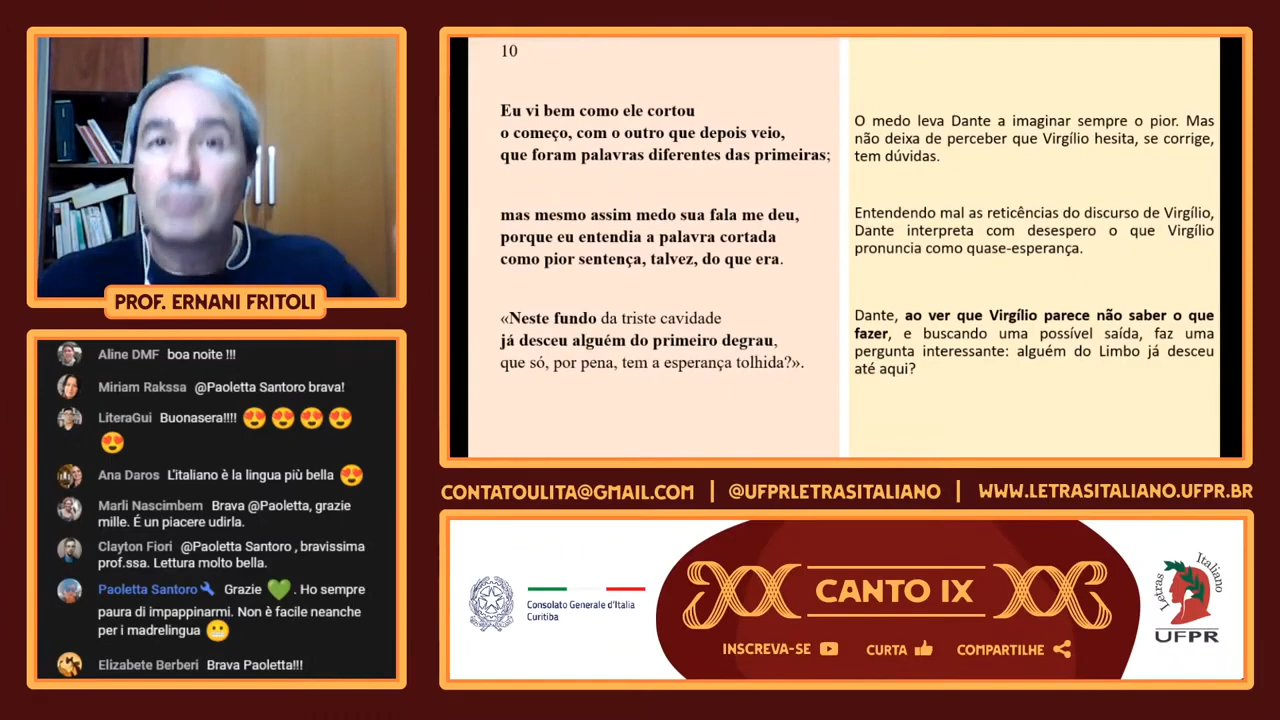 PROF. ERNANI FRITOLI
Aline DMF boa noite !!!
Miriam Rakssa @Paoletta Santoro brava!
LiteraGui Buonasera!!!! 😍 😍 😍 😍
😍
Ana Daros L'italiano è la lingua più bella 😍
Marli Nascimbem Brava @Paoletta, grazie
mille. É un piacere udirla.
Clayton Fiori @Paoletta Santoro , bravissima
prof.ssa. Lettura molto bella.
Paoletta Santoro🔧 Grazie 💚 . Ho sempre
paura di impappinarmi. Non è facile neanche
per i madrelingua 😬
Elizabete Berberi Brava Paoletta!!!
10
Eu vi bem como ele cortou
o começo, com o outro que depois veio,
que foram palavras diferentes das primeiras;
mas mesmo assim medo sua fala me deu,
porque eu entendia a palavra cortada
como pior sentença, talvez, do que era.
«Neste fundo da triste cavidade
já desceu alguém do primeiro degrau,
que só, por pena, tem a esperança tolhida?».
O medo leva Dante a imaginar sempre o pior. Mas
não deixa de perceber que Virgílio hesita, se corrige,
tem dúvidas.
Entendendo mal as reticências do discurso de Virgílio,
Dante interpreta com desespero o que Virgílio
pronuncia como quase-esperança.
Dante, ao ver que Virgílio parece não saber o que
fazer, e buscando uma possível saída, faz uma
pergunta interessante: alguém do Limbo já desceu
até aqui?
CONTATOULITA@GMAIL.COM | @UFPRLETRASITALIANO | WWW.LETRASITALIANO.UFPR.BR
Consolato Generale d'Italia
Curitiba
CANTO IX
INSCREVA-SE CURTA COMPARTILHE
Letras Italiano
UFPR